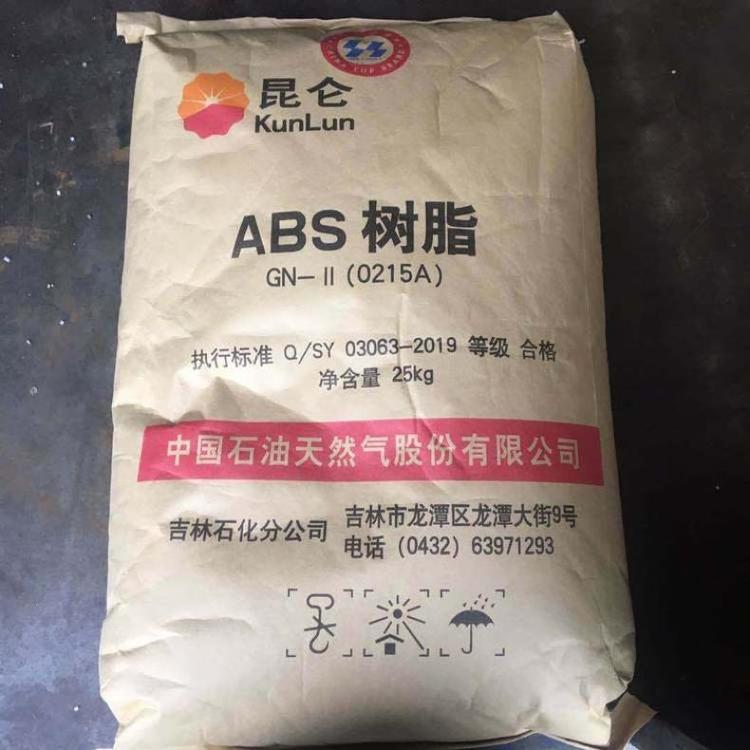 CHINA TOP BRAND
昆仑
KunLun
ABS 树脂
GN-II(0215A)
执行标准 Q/SY 03063-2019 等级 合格
净含量 25kg
中国石油天然气股份有限公司
吉林石化分公司
吉林市龙潭区龙潭大街9号
电话 (0432) 63971293